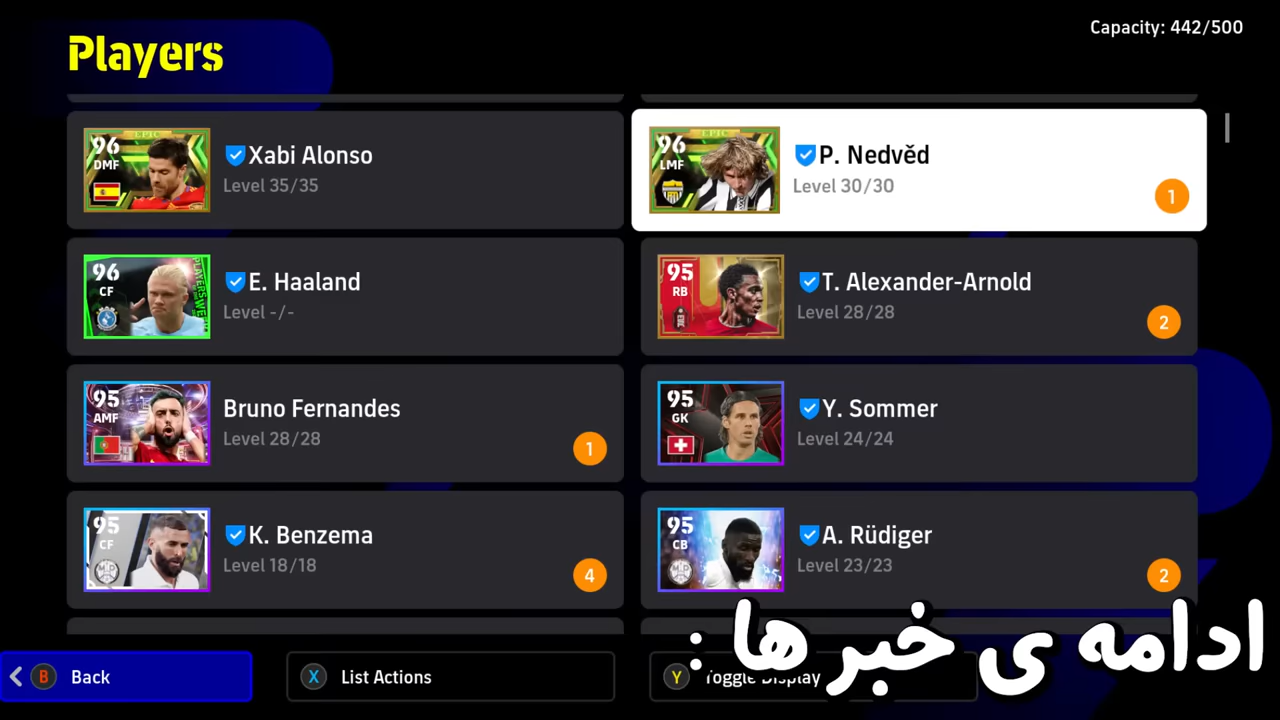 Players
Capacity: 442/500
EPIC
96
DMF
Xabi Alonso
Level 35/35
EPIC
96
LMF
P. Nedvěd
Level 30/30
1
96
CF
E. Haaland
Level -/-
95
RB
T. Alexander-Arnold
Level 28/28
2
95
AMF
Bruno Fernandes
Level 28/28
1
95
GK
Y. Sommer
Level 24/24
95
CF
K. Benzema
Level 18/18
4
95
CB
A. Rüdiger
Level 23/23
2
ادامه ی خبر ها :
B Back
X List Actions
Y Toggle Display